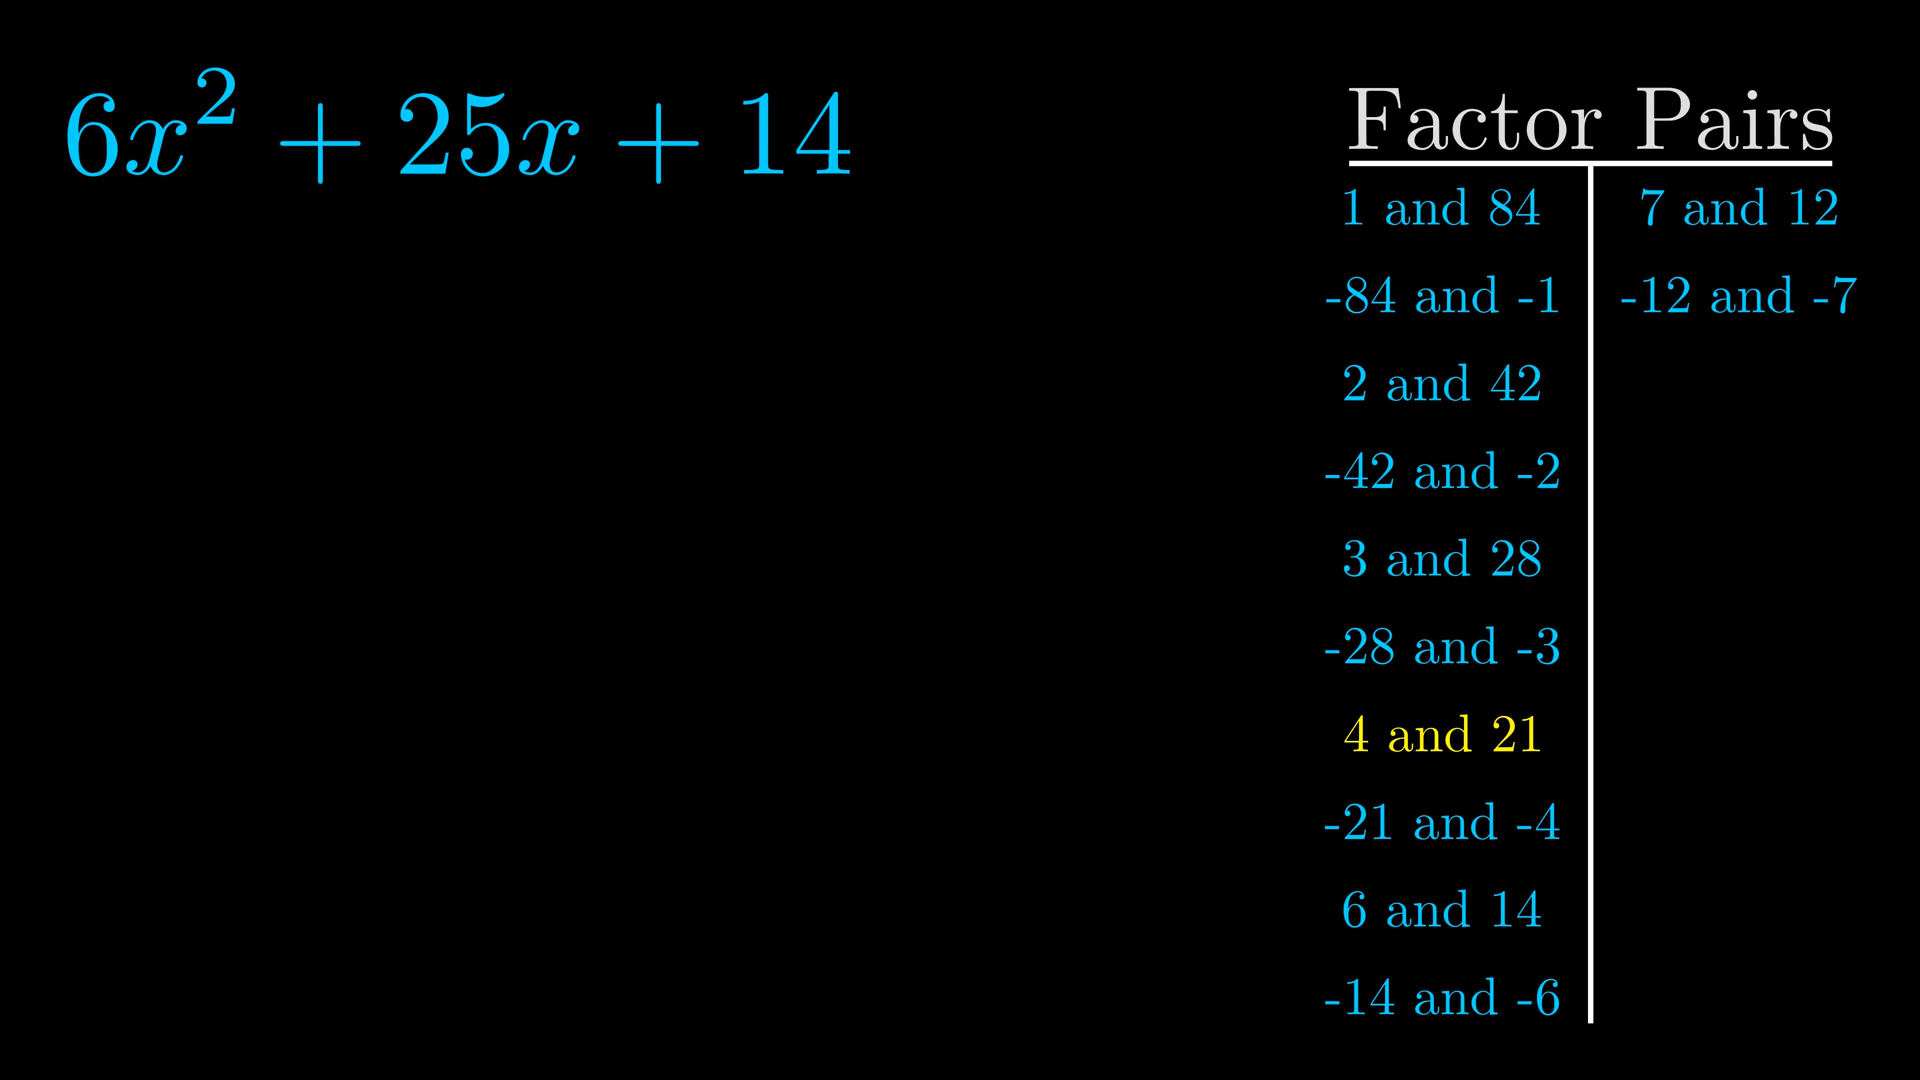 6x² + 25x + 14
Factor Pairs
1 and 84
-84 and -1
2 and 42
-42 and -2
3 and 28
-28 and -3
4 and 21
-21 and -4
6 and 14
-14 and -6
7 and 12
-12 and -7